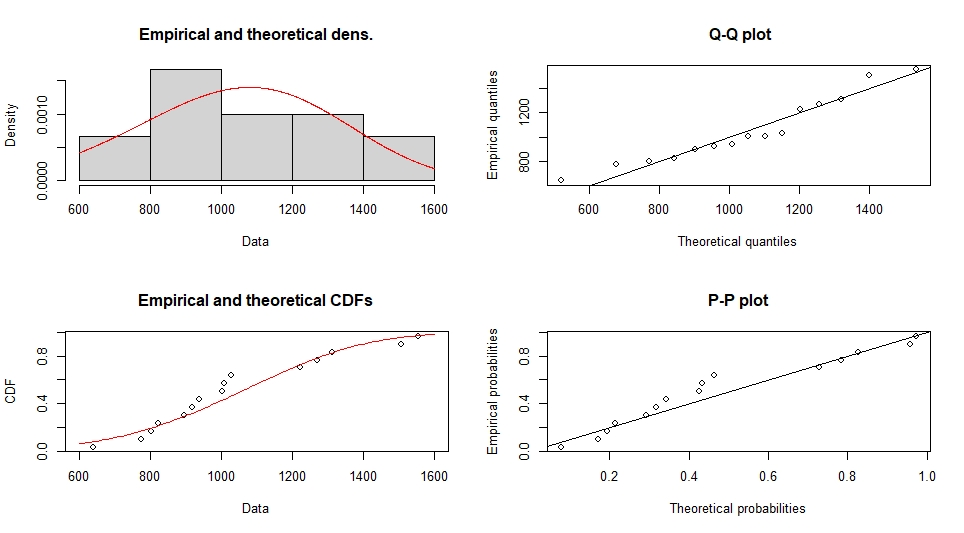 Empirical and theoretical dens.
Density
0.0000 0.0010
600 800 1000 1200 1400 1600
Data
Q-Q plot
Empirical quantiles
800 1200
600 800 1000 1200 1400
Theoretical quantiles
Empirical and theoretical CDFs
CDF
0.0 0.4 0.8
600 800 1000 1200 1400 1600
Data
P-P plot
Empirical probabilities
0.0 0.4 0.8
0.2 0.4 0.6 0.8 1.0
Theoretical probabilities